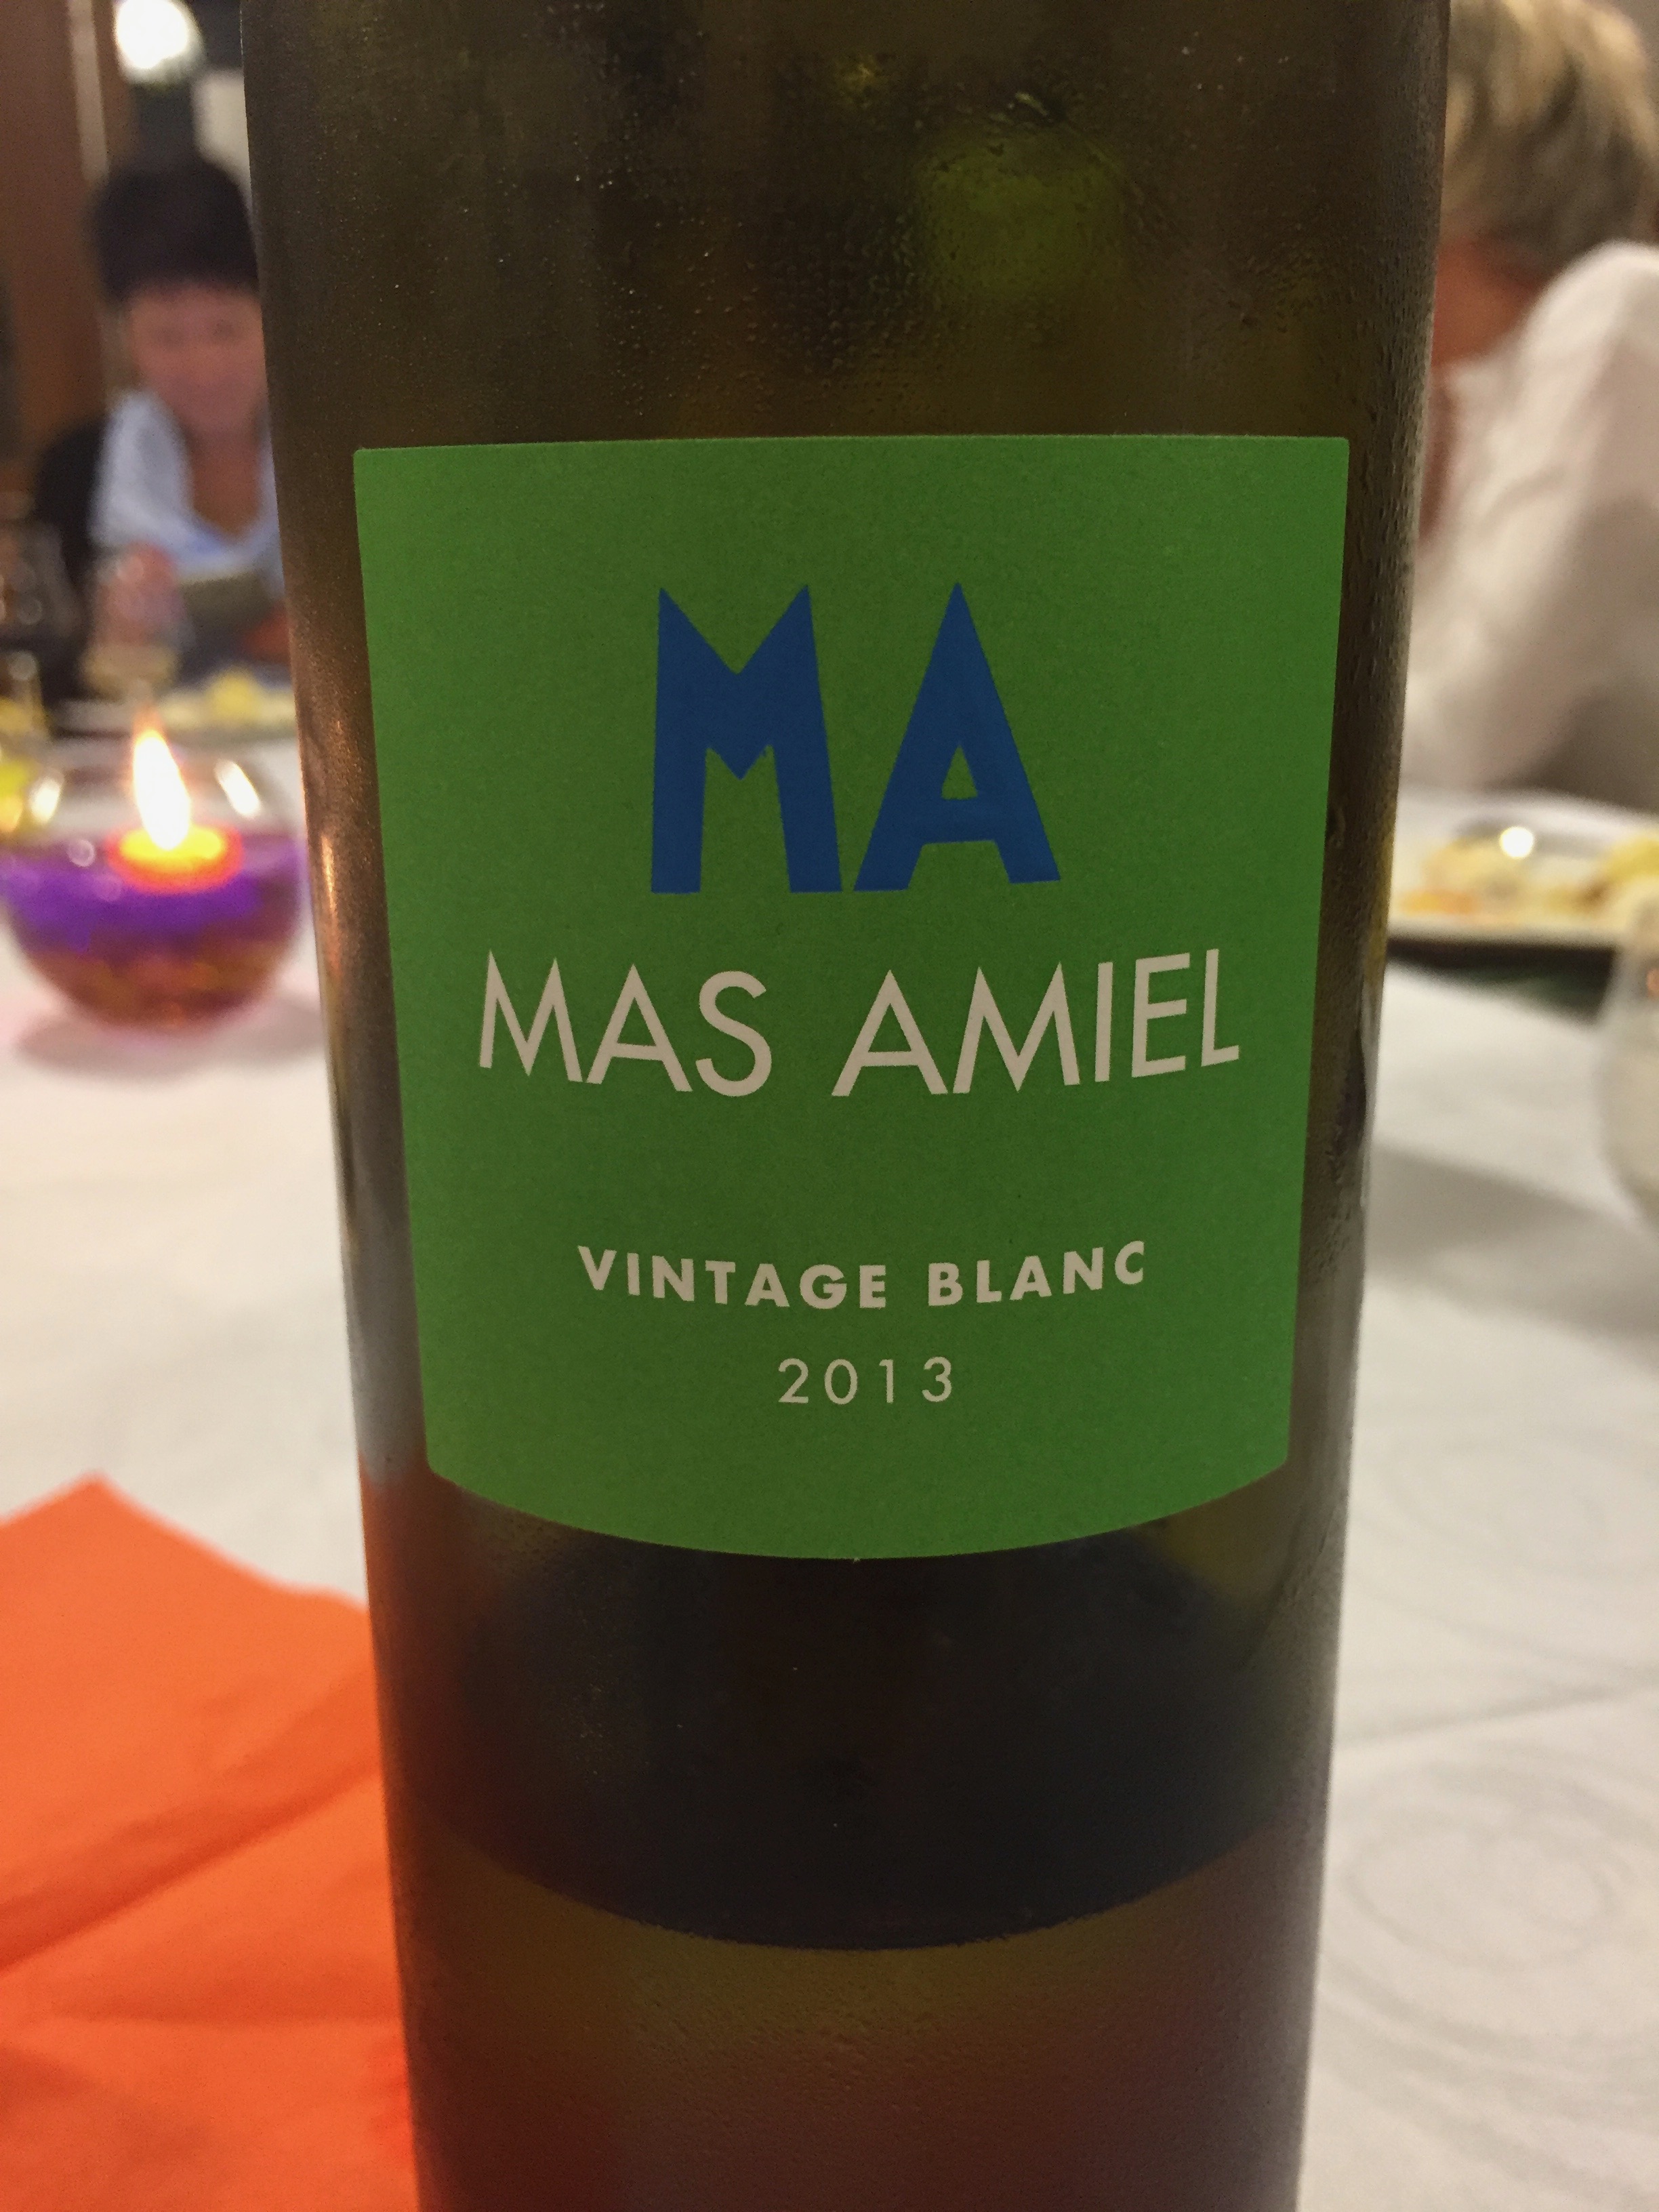 MA
MAS AMIEL
VINTAGE BLANC
2013